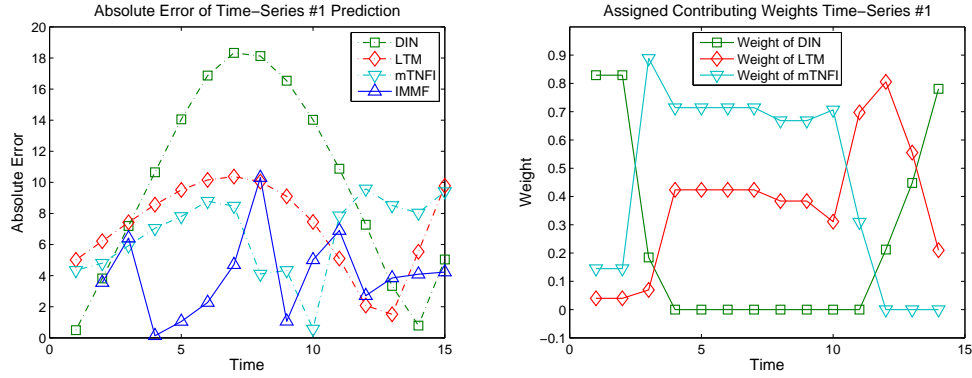 Absolute Error of Time-Series #1 Prediction
20
18
16
14
12
10
8
6
4
2
0
0
5
10
15
Absolute Error
Time
DIN
LTM
mTNFI
IMMF
Assigned Contributing Weights Time-Series #1
0.9
0.8
0.7
0.6
0.5
0.4
0.3
0.2
0.1
0
-0.1
0
5
10
15
Weight
Time
Weight of DIN
Weight of LTM
Weight of mTNFI